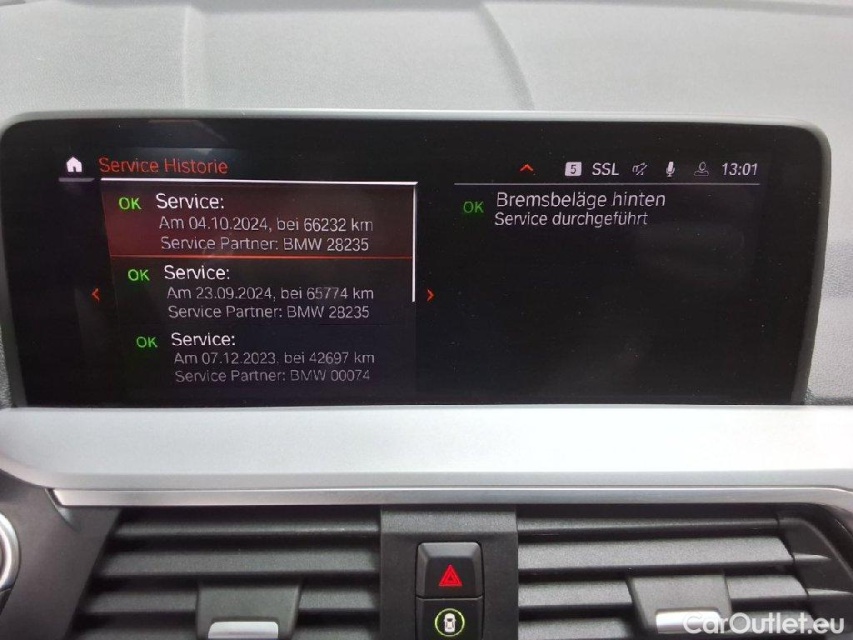 Service Historie
5 SSL 13:01
OK Service:
Am 04.10.2024, bei 66232 km
Service Partner: BMW 28235
OK Service:
Am 23.09.2024, bei 65774 km
Service Partner: BMW 28235
OK Service:
Am 07.12.2023, bei 42697 km
Service Partner: BMW 00074
OK Bremsbeläge hinten
Service durchgeführt
CarOutlet.eu